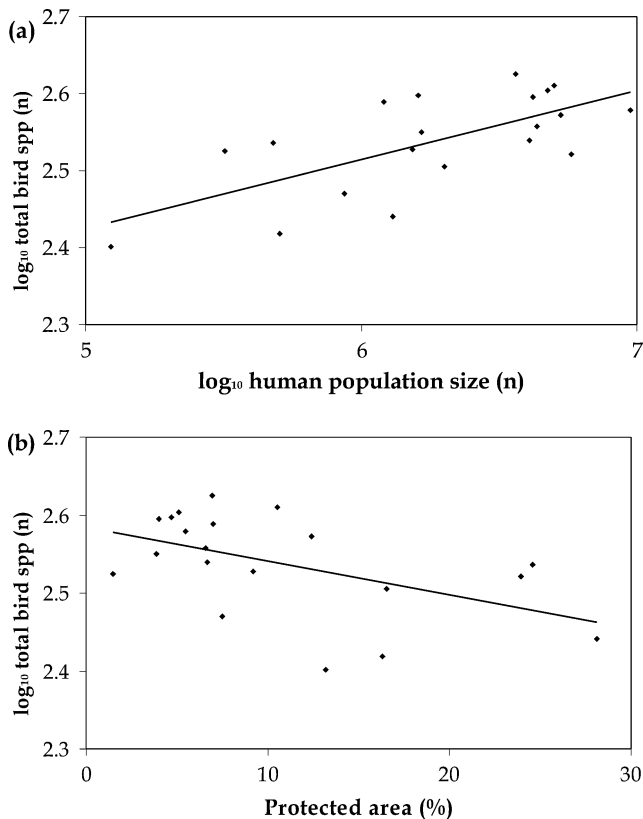 (a)
2.7
2.6
2.5
2.4
2.3
log₁₀ total bird spp (n)
5
6
7
log₁₀ human population size (n)
(b)
2.7
2.6
2.5
2.4
2.3
log₁₀ total bird spp (n)
0
10
20
30
Protected area (%)